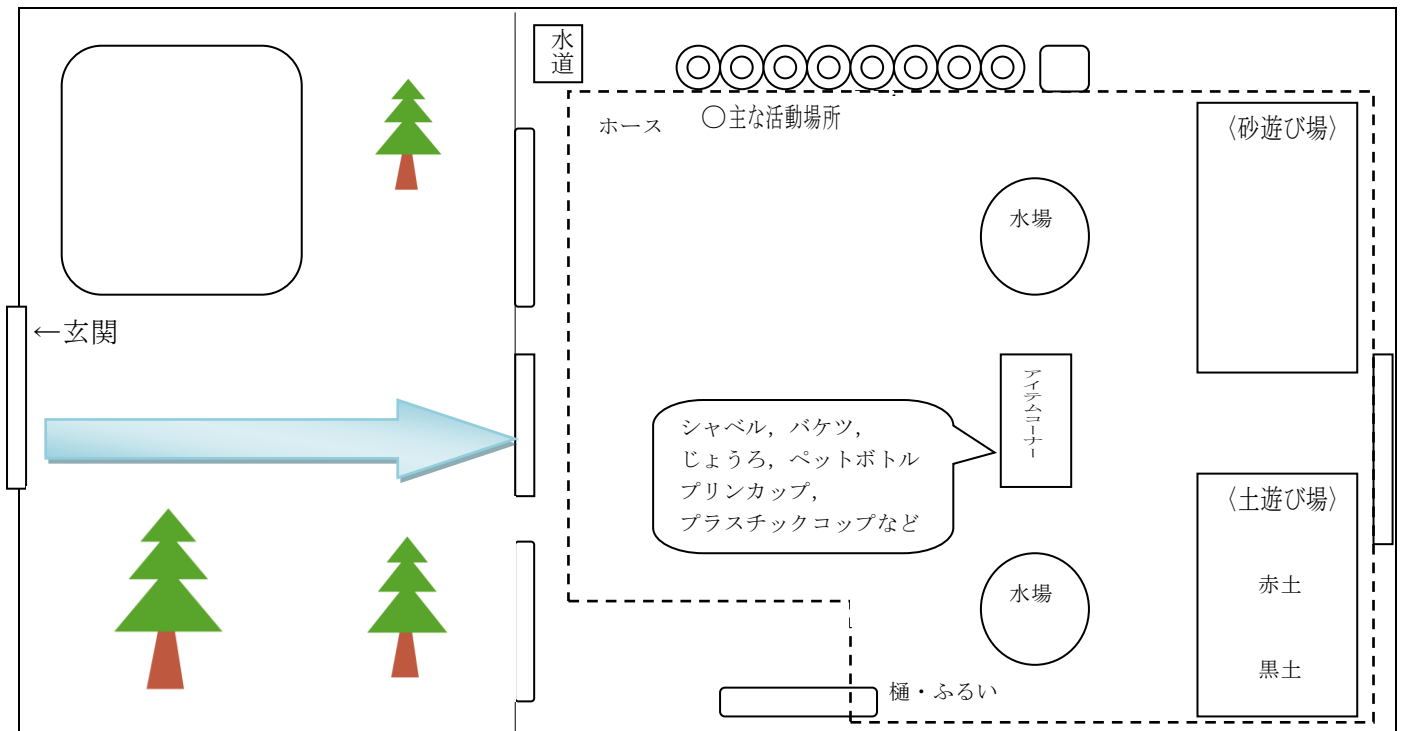 水道
ホース
○主な活動場所
〈砂遊び場〉
水場
←玄関
アイテムコーナー
シャベル，バケツ，
じょうろ，ペットボトル
プリンカップ，
プラスチックコップなど
〈土遊び場〉
赤土
黒土
水場
樋・ふるい